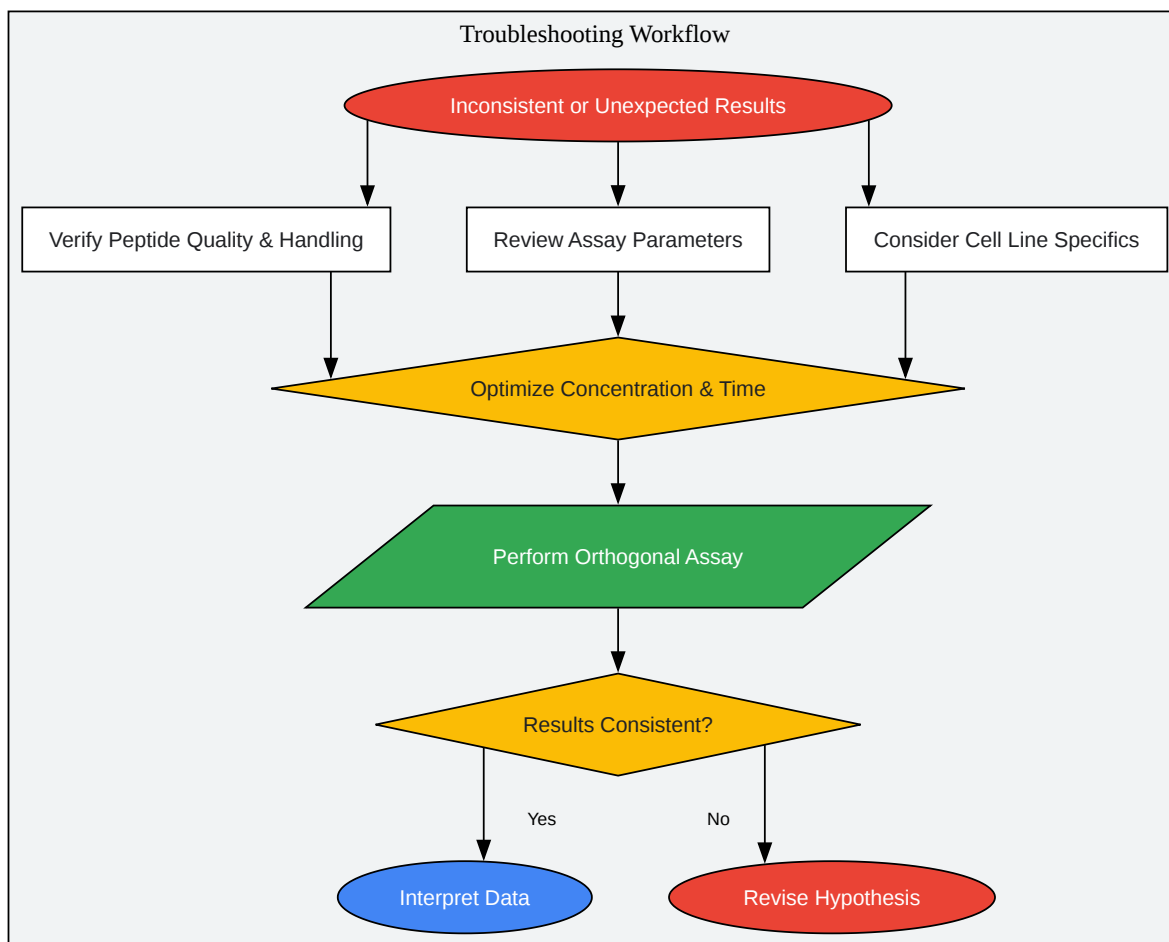 Troubleshooting Workflow
Inconsistent or Unexpected Results
Verify Peptide Quality & Handling
Review Assay Parameters
Consider Cell Line Specifics
Optimize Concentration & Time
Perform Orthogonal Assay
Results Consistent?
Yes
No
Interpret Data
Revise Hypothesis